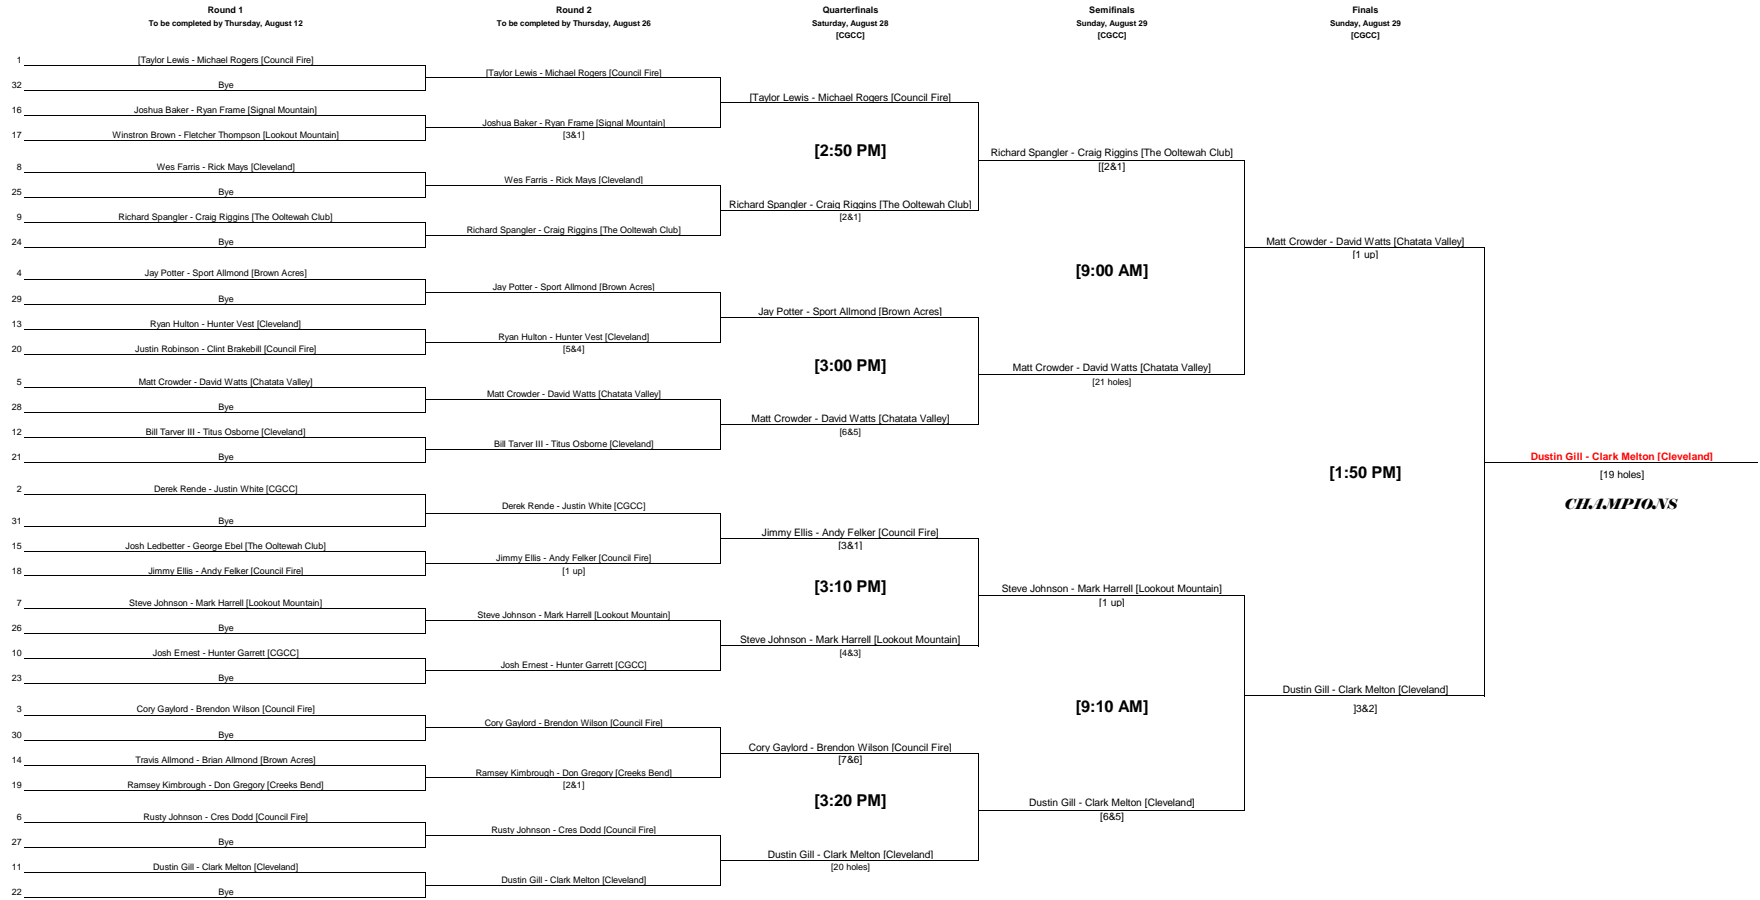 Round 1
To be completed by Thursday, August 12
Round 2
To be completed by Thursday, August 26
Quarterfinals
Saturday, August 28
[CGCC]
Semifinals
Sunday, August 29
[CGCC]
Finals
Sunday, August 29
[CGCC]
1 [Taylor Lewis - Michael Rogers [Council Fire]
32 Bye
16 Joshua Baker - Ryan Frame [Signal Mountain]
17 Winstron Brown - Fletcher Thompson [Lookout Mountain]
8 Wes Farris - Rick Mays [Cleveland]
25 Bye
9 Richard Spangler - Craig Riggins [The Ooltewah Club]
24 Bye
4 Jay Potter - Sport Allmond [Brown Acres]
29 Bye
13 Ryan Hulton - Hunter Vest [Cleveland]
20 Justin Robinson - Clint Brakebill [Council Fire]
5 Matt Crowder - David Watts [Chatata Valley]
28 Bye
12 Bill Tarver III - Titus Osborne [Cleveland]
21 Bye
2 Derek Rende - Justin White [CGCC]
31 Bye
15 Josh Ledbetter - George Ebel [The Ooltewah Club]
18 Jimmy Ellis - Andy Felker [Council Fire]
7 Steve Johnson - Mark Harrell [Lookout Mountain]
26 Bye
10 Josh Ernest - Hunter Garrett [CGCC]
23 Bye
3 Cory Gaylord - Brendon Wilson [Council Fire]
30 Bye
14 Travis Allmond - Brian Allmond [Brown Acres]
19 Ramsey Kimbrough - Don Gregory [Creeks Bend]
6 Rusty Johnson - Cres Dodd [Council Fire]
27 Bye
11 Dustin Gill - Clark Melton [Cleveland]
22 Bye
[Taylor Lewis - Michael Rogers [Council Fire]
Joshua Baker - Ryan Frame [Signal Mountain]
[3&1]
Wes Farris - Rick Mays [Cleveland]
Richard Spangler - Craig Riggins [The Ooltewah Club]
Jay Potter - Sport Allmond [Brown Acres]
Ryan Hulton - Hunter Vest [Cleveland]
[5&4]
Matt Crowder - David Watts [Chatata Valley]
Bill Tarver III - Titus Osborne [Cleveland]
Derek Rende - Justin White [CGCC]
Jimmy Ellis - Andy Felker [Council Fire]
[1 up]
Steve Johnson - Mark Harrell [Lookout Mountain]
Josh Ernest - Hunter Garrett [CGCC]
Cory Gaylord - Brendon Wilson [Council Fire]
Ramsey Kimbrough - Don Gregory [Creeks Bend]
[2&1]
Rusty Johnson - Cres Dodd [Council Fire]
Dustin Gill - Clark Melton [Cleveland]
[Taylor Lewis - Michael Rogers [Council Fire]
[2:50 PM]
Richard Spangler - Craig Riggins [The Ooltewah Club]
[2&1]
Jay Potter - Sport Allmond [Brown Acres]
[3:00 PM]
Matt Crowder - David Watts [Chatata Valley]
[6&5]
Jimmy Ellis - Andy Felker [Council Fire]
[3&1]
[3:10 PM]
Steve Johnson - Mark Harrell [Lookout Mountain]
[4&3]
Cory Gaylord - Brendon Wilson [Council Fire]
[7&6]
[3:20 PM]
Dustin Gill - Clark Melton [Cleveland]
[20 holes]
Richard Spangler - Craig Riggins [The Ooltewah Club]
[[2&1]
[9:00 AM]
Matt Crowder - David Watts [Chatata Valley]
[21 holes]
Steve Johnson - Mark Harrell [Lookout Mountain]
[1 up]
[9:10 AM]
Dustin Gill - Clark Melton [Cleveland]
[6&5]
Matt Crowder - David Watts [Chatata Valley]
[1 up]
[1:50 PM]
Dustin Gill - Clark Melton [Cleveland]
]3&2]
Dustin Gill - Clark Melton [Cleveland]
[19 holes]
CHAMPIONS